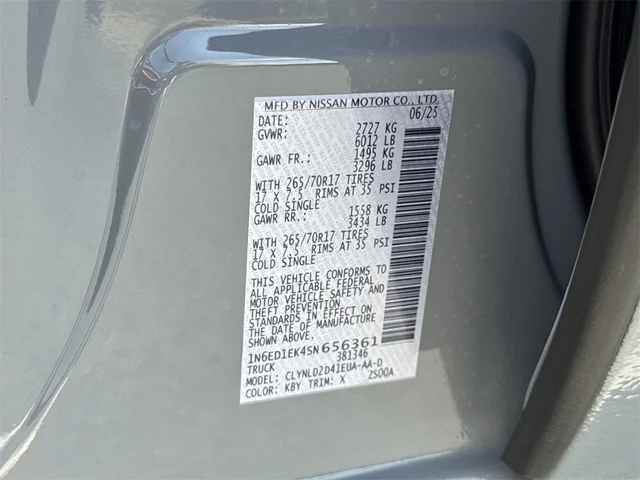 MFD BY NISSAN MOTOR CO., LTD.
DATE: 06/25
GVWR: 2727 KG
6012 LB
GAWR FR.: 1495 KG
3296 LB
WITH 265/70R17 TIRES
17 X 7.5 RIMS AT 35 PSI
COLD SINGLE
GAWR RR.: 1558 KG
3434 LB
WITH 265/70R17 TIRES
17 X 7.5 RIMS AT 35 PSI
COLD SINGLE
THIS VEHICLE CONFORMS TO
ALL APPLICABLE FEDERAL
MOTOR VEHICLE SAFETY AND
THEFT PREVENTION
STANDARDS IN EFFECT ON
THE DATE OF MANUFACTURE
SHOWN ABOVE.
1N6ED1EK4SN656361
TRUCK 381346
MODEL: CLYNLD2D41EUA-AA-D
COLOR: KBY TRIM: X ZS00A